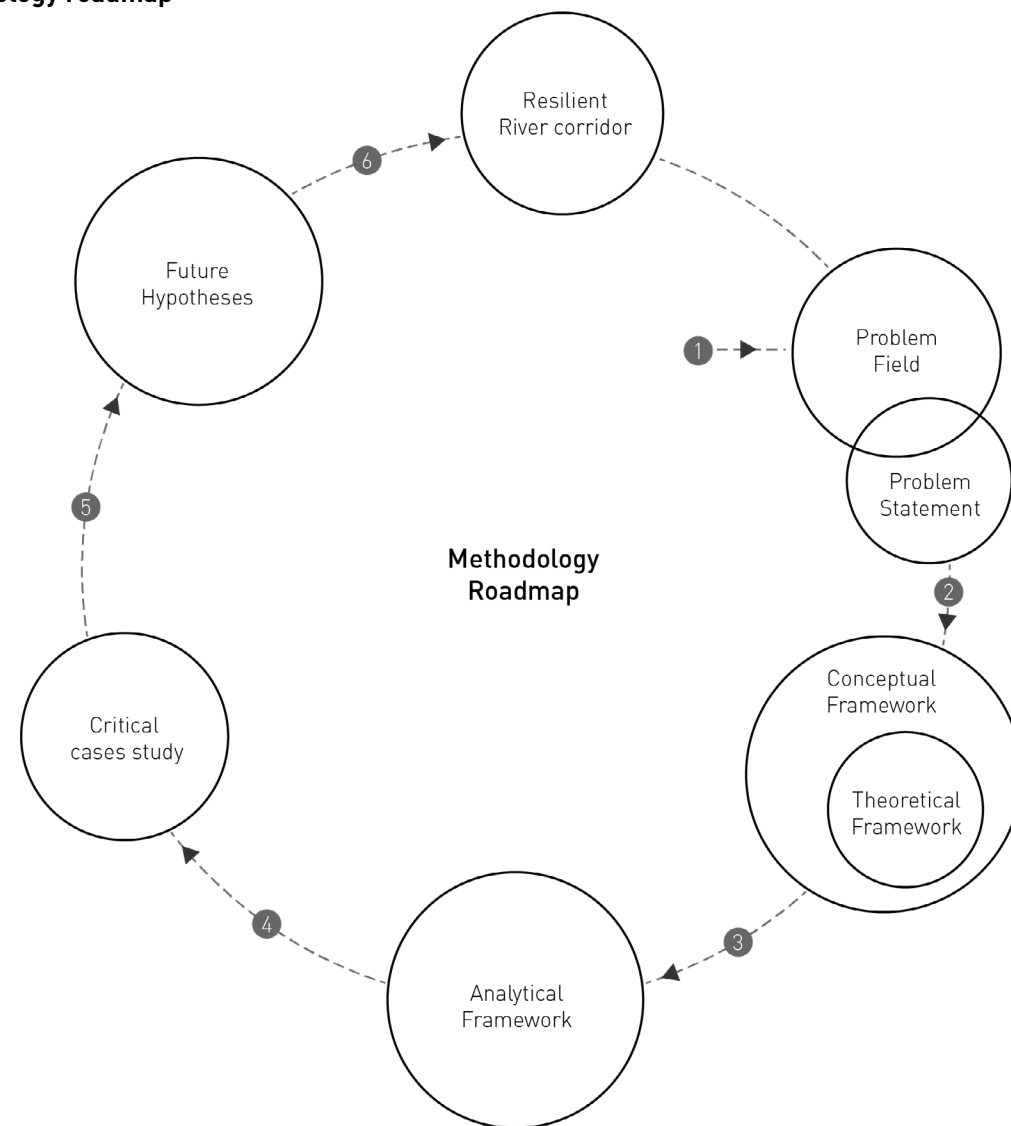 ology roadmap
Resilient
River corridor
6
Future
Hypotheses
1
Problem
Field
Problem
Statement
5
Methodology
Roadmap
2
Conceptual
Framework
Critical
cases study
Theoretical
Framework
4
3
Analytical
Framework